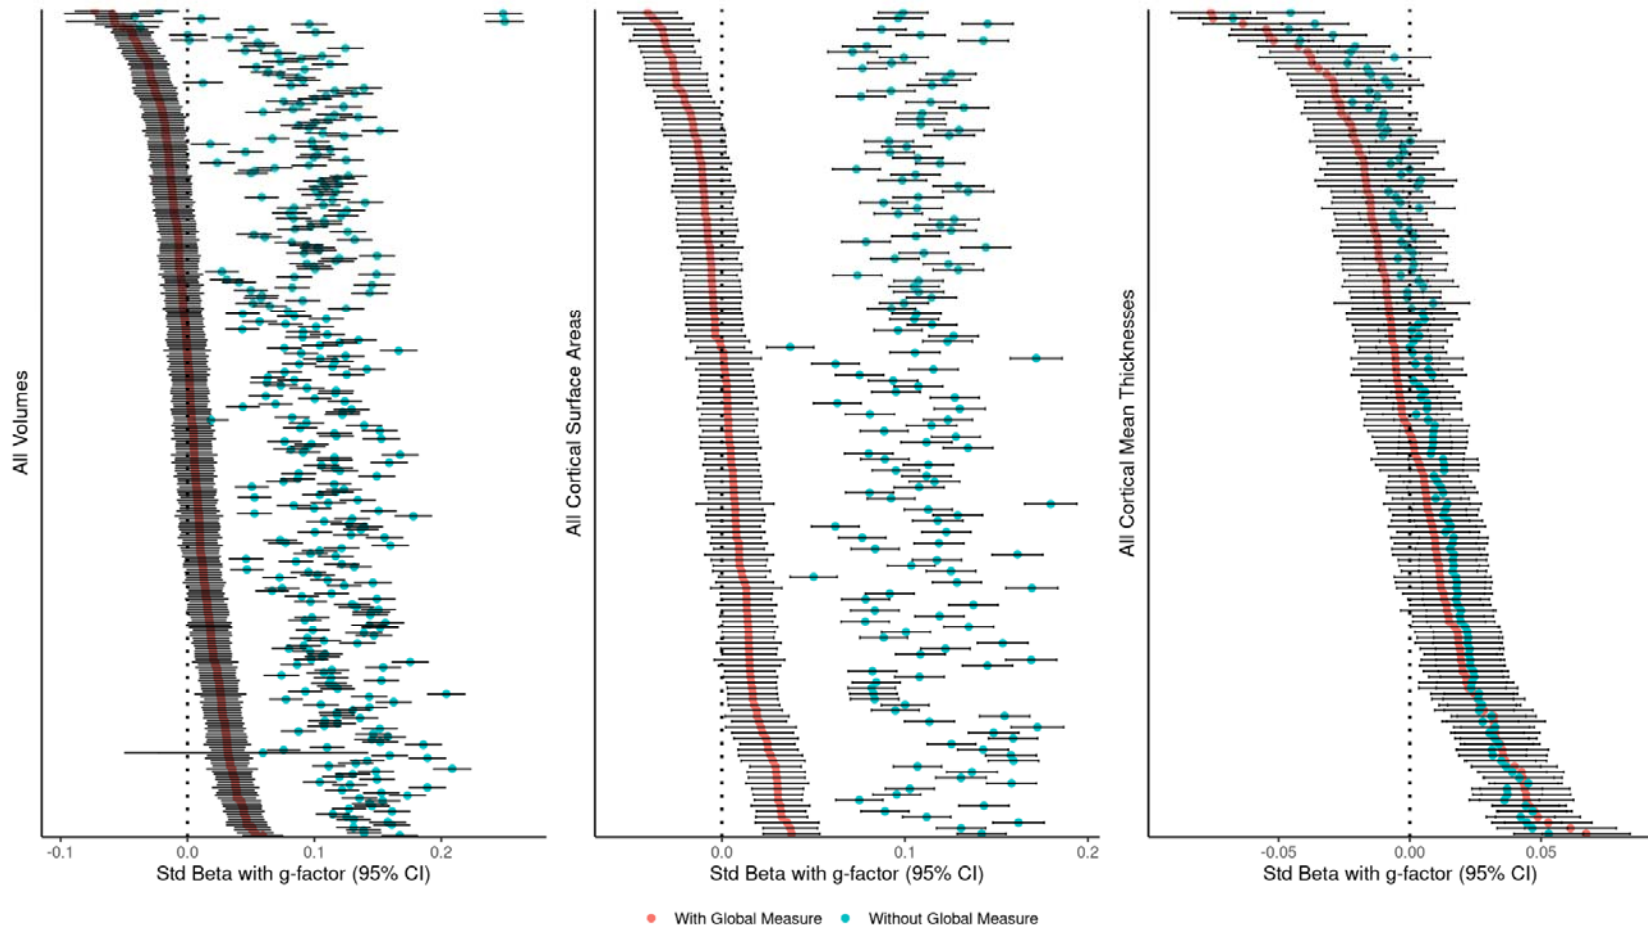 All Volumes
-0.1 0.0 0.1 0.2
Std Beta with g-factor (95% CI)
All Cortical Surface Areas
0.0 0.1 0.2
Std Beta with g-factor (95% CI)
All Cortical Mean Thicknesses
-0.05 0.00 0.05
Std Beta with g-factor (95% CI)
With Global Measure Without Global Measure